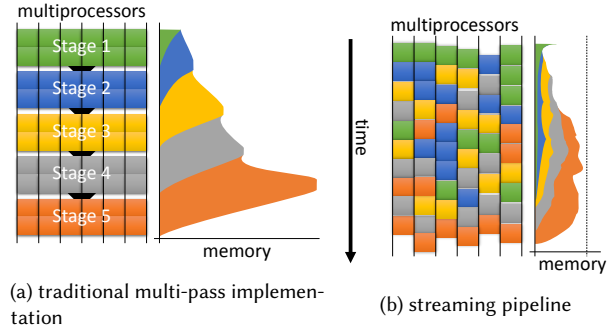 multiprocessors
Stage 1
Stage 2
Stage 3
Stage 4
Stage 5
memory
(a) traditional multi-pass implemen-
tation
time
multiprocessors
memory
(b) streaming pipeline